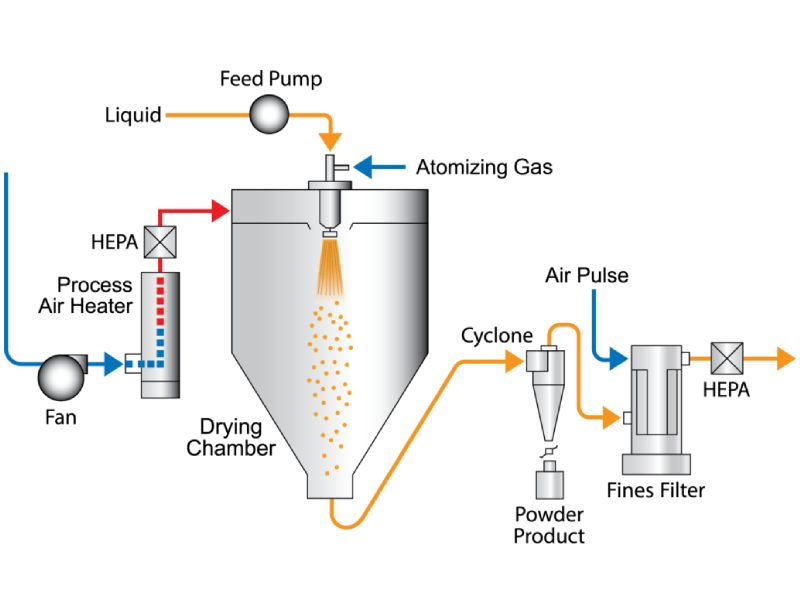 Feed Pump
Liquid
Atomizing Gas
HEPA
Process
Air Heater
Fan
Drying
Chamber
Air Pulse
Cyclone
HEPA
Fines Filter
Powder
Product